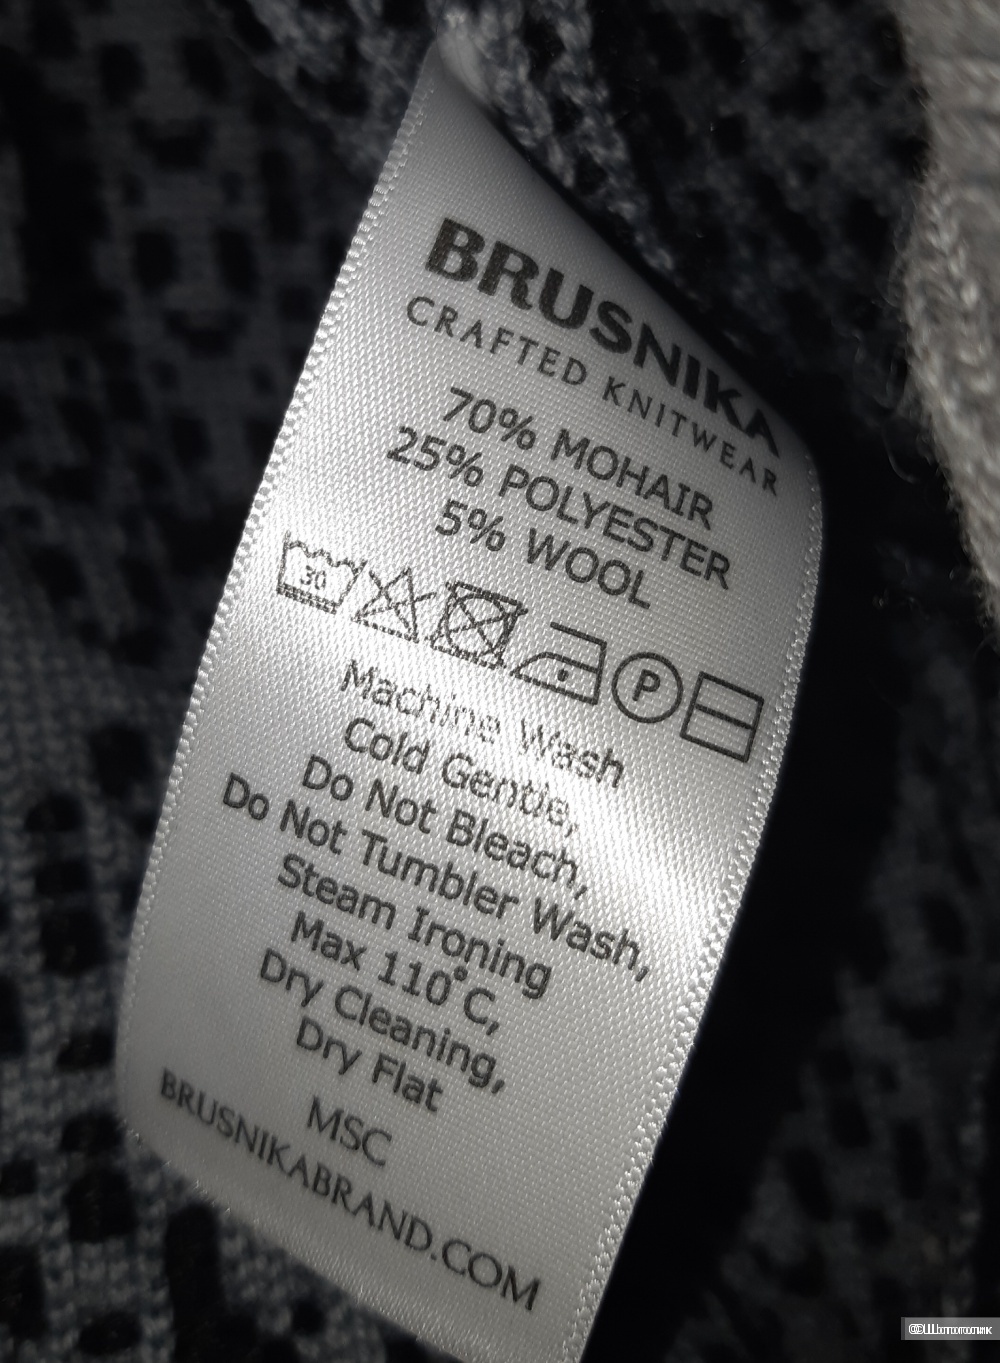 BRUSNIKA
CRAFTED KNITWEAR
70% MOHAIR
25% POLYESTER
5% WOOL
30
P
Machine Wash
Cold Gentle,
Do Not Bleach,
Do Not Tumbler Wash,
Steam Ironing
Max 110°C,
Dry Cleaning,
Dry Flat
MSC
BRUSNIKABRAND.COM